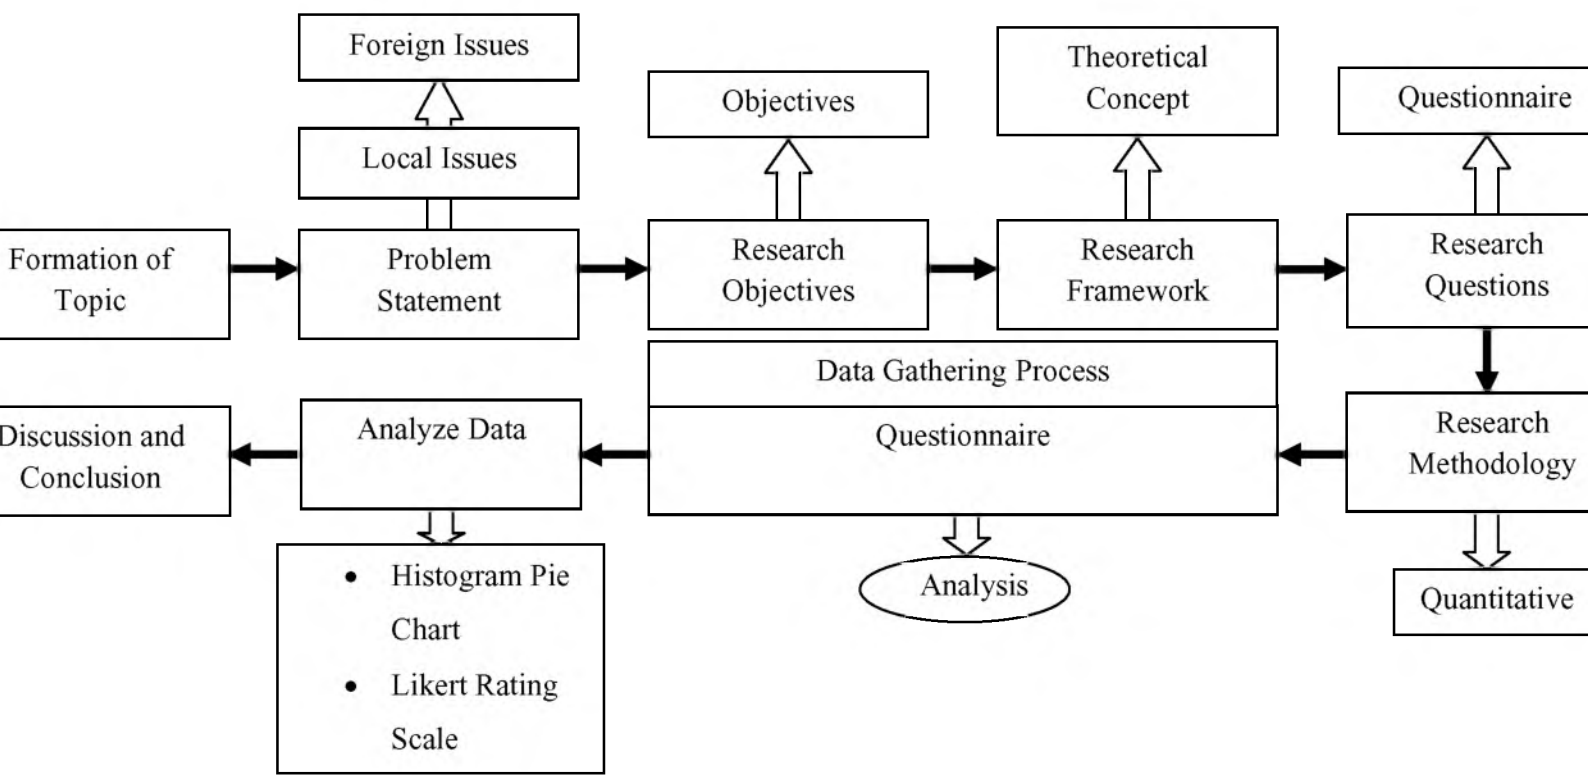 Foreign Issues
Local Issues
Objectives
Theoretical
Concept
Questionnaire
Formation of
Topic
Problem
Statement
Research
Objectives
Research
Framework
Research
Questions
Data Gathering Process
Questionnaire
Research
Methodology
Analyze Data
Discussion and
Conclusion
Histogram Pie
Chart
Likert Rating
Scale
Analysis
Quantitative